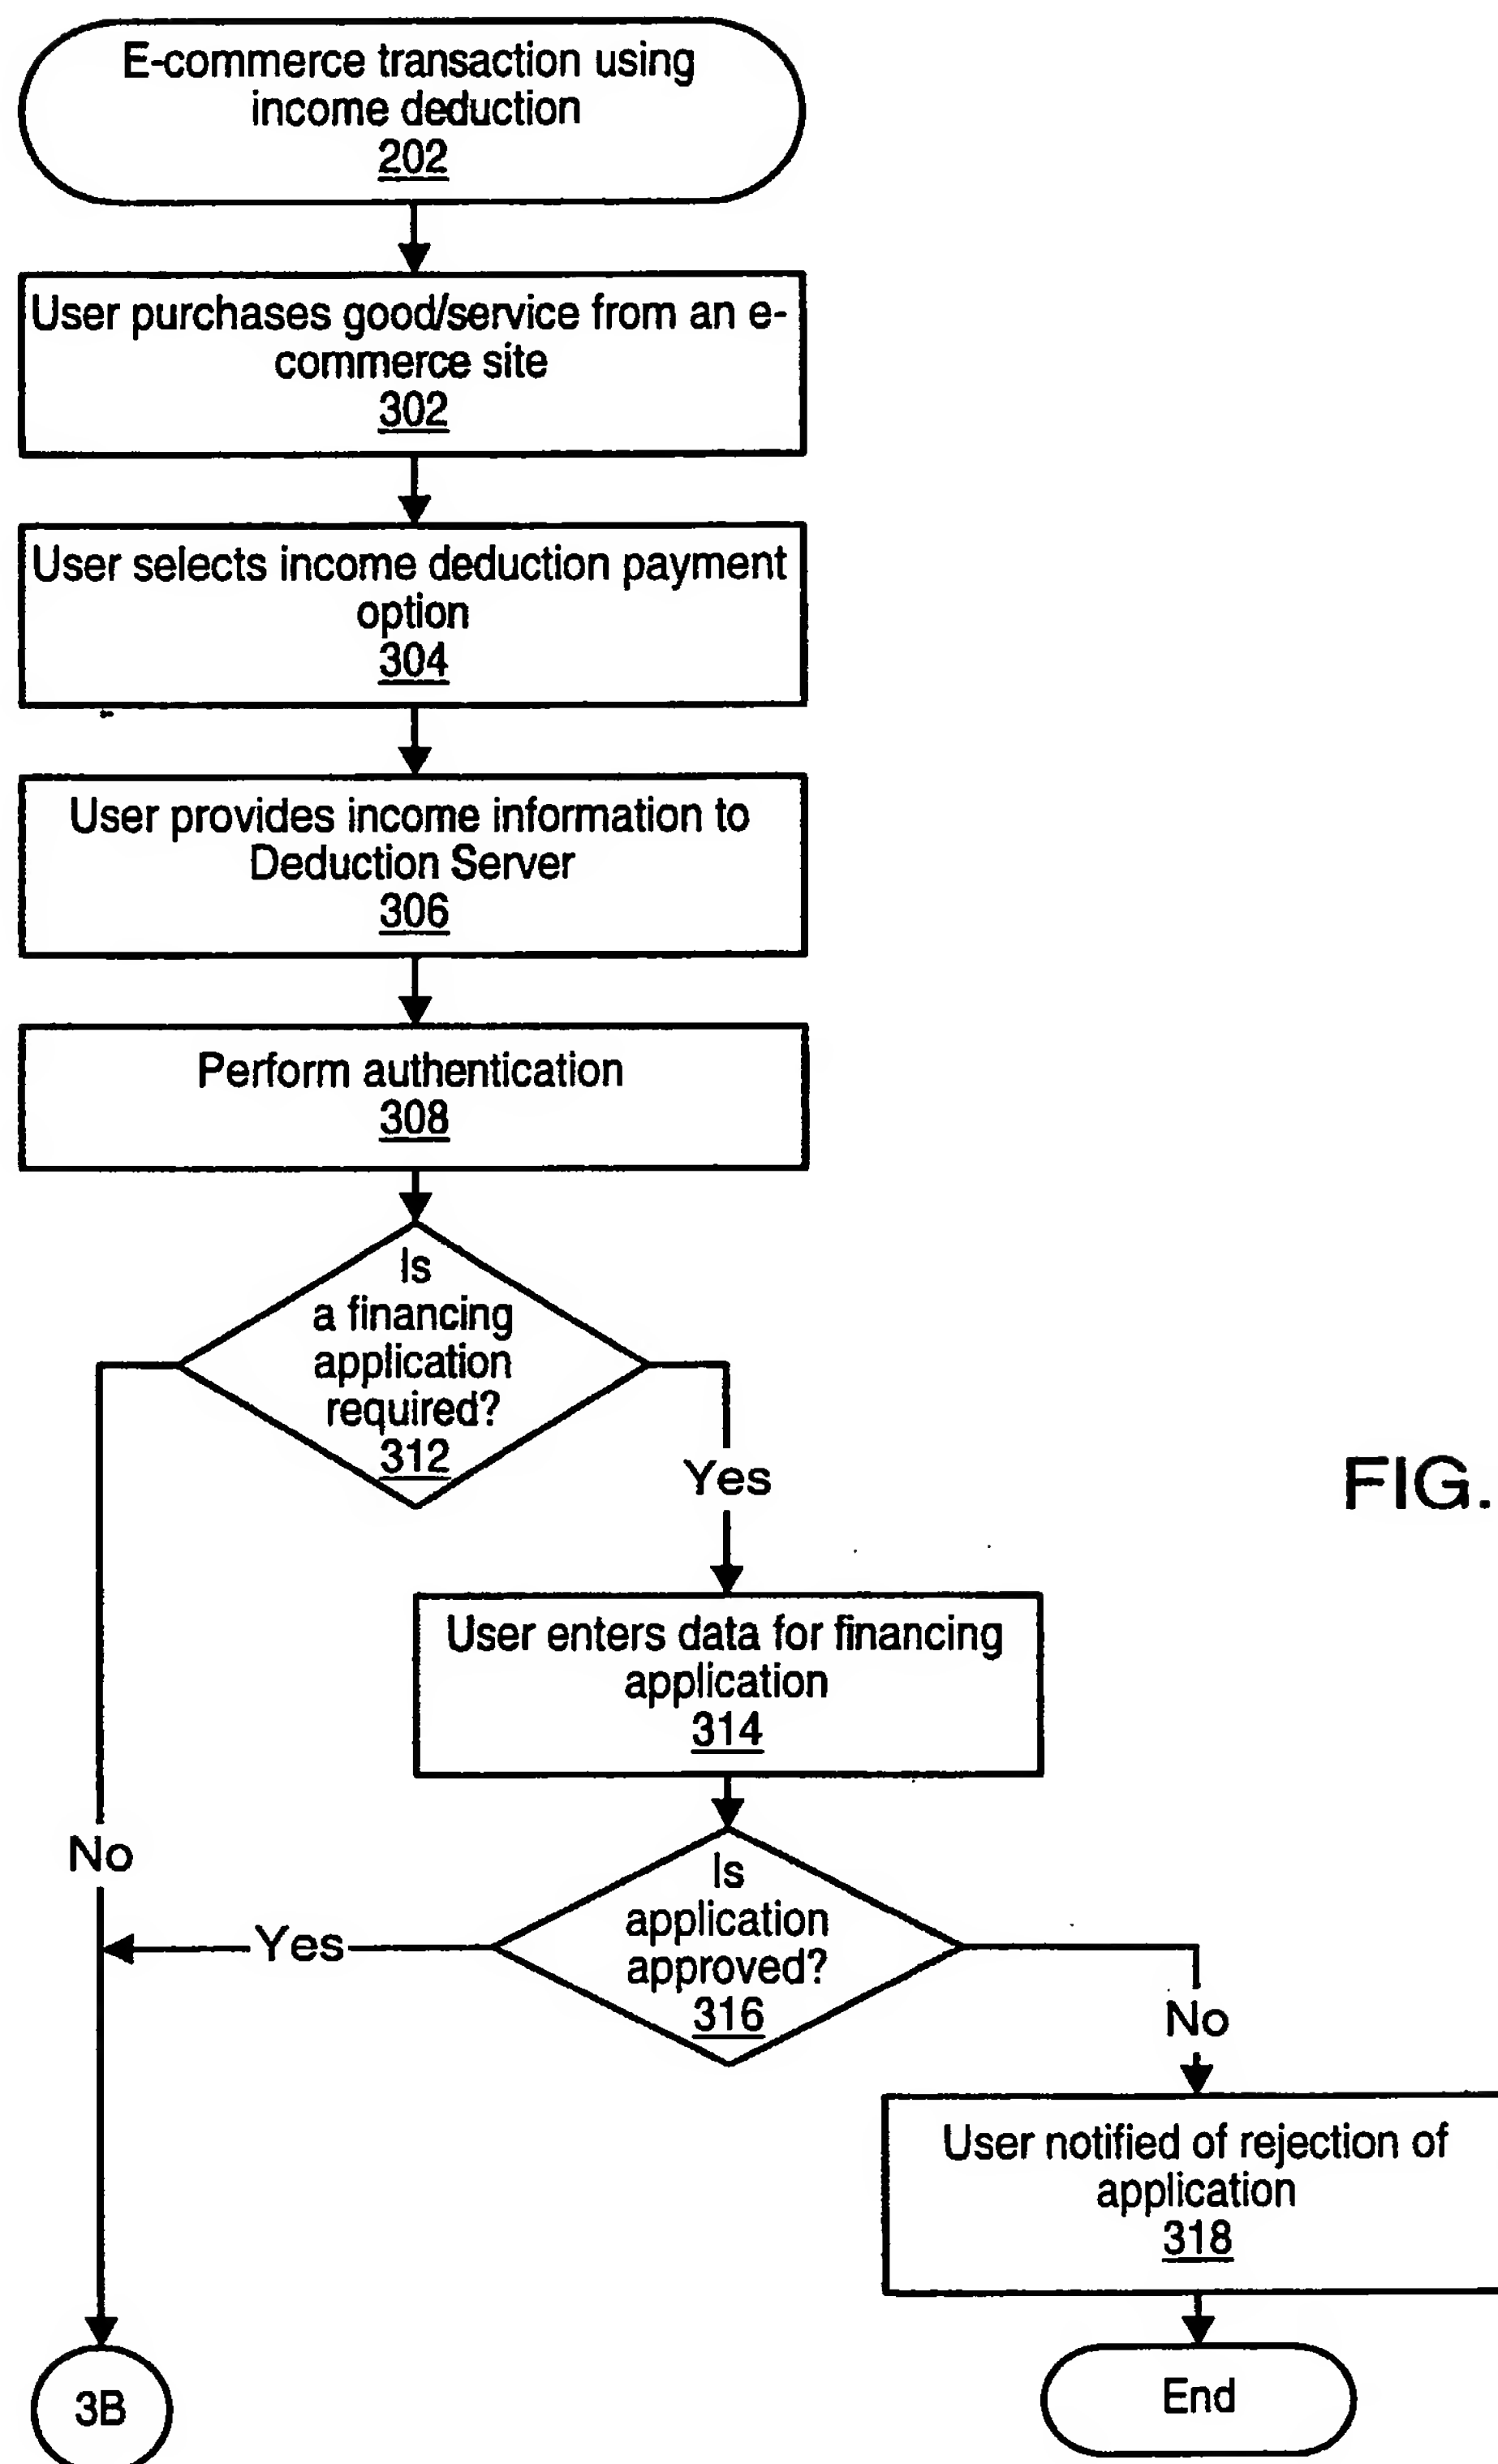 E-commerce transaction using
income deduction
202
User purchases good/service from an e-
commerce site
302
User selects income deduction payment
option
304
User provides income information to
Deduction Server
306
Perform authentication
308
Is
a financing
application
required?
312
Yes
FIG.
User enters data for financing
application
314
No
Is
application
approved?
316
Yes
No
User notified of rejection of
application
318
3B
End